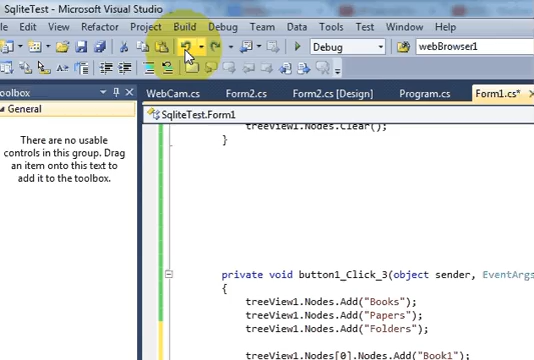 SqliteTest - Microsoft Visual Studio
Edit View Refactor Project Build Debug Team Data Tools Test Window Help
Debug webBrowser1
General
There are no usable
controls in this group. Drag
an item onto this text to
add it to the toolbox.
WebCam.cs Form2.cs Form2.cs [Design] Program.cs Form1.cs*
SqliteTest.Form1
treeView1.Nodes.Clear();
}
private void button1_Click_3(object sender, EventArgs
{
treeView1.Nodes.Add("Books");
treeView1.Nodes.Add("Papers");
treeView1.Nodes.Add("Folders");
treeView1.Nodes[0].Nodes.Add("Book1");